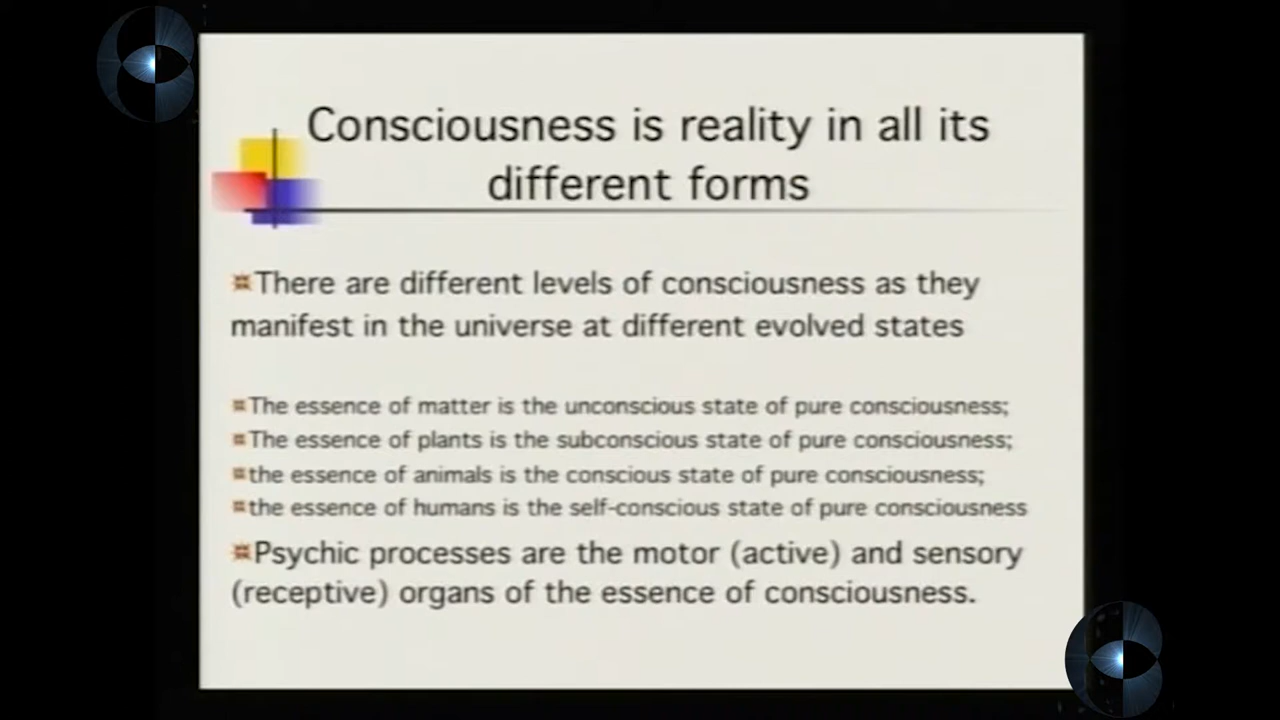 Consciousness is reality in all its
different forms
There are different levels of consciousness as they
manifest in the universe at different evolved states
The essence of matter is the unconscious state of pure consciousness;
The essence of plants is the subconscious state of pure consciousness;
the essence of animals is the conscious state of pure consciousness;
the essence of humans is the self-conscious state of pure consciousness
Psychic processes are the motor (active) and sensory
(receptive) organs of the essence of consciousness.